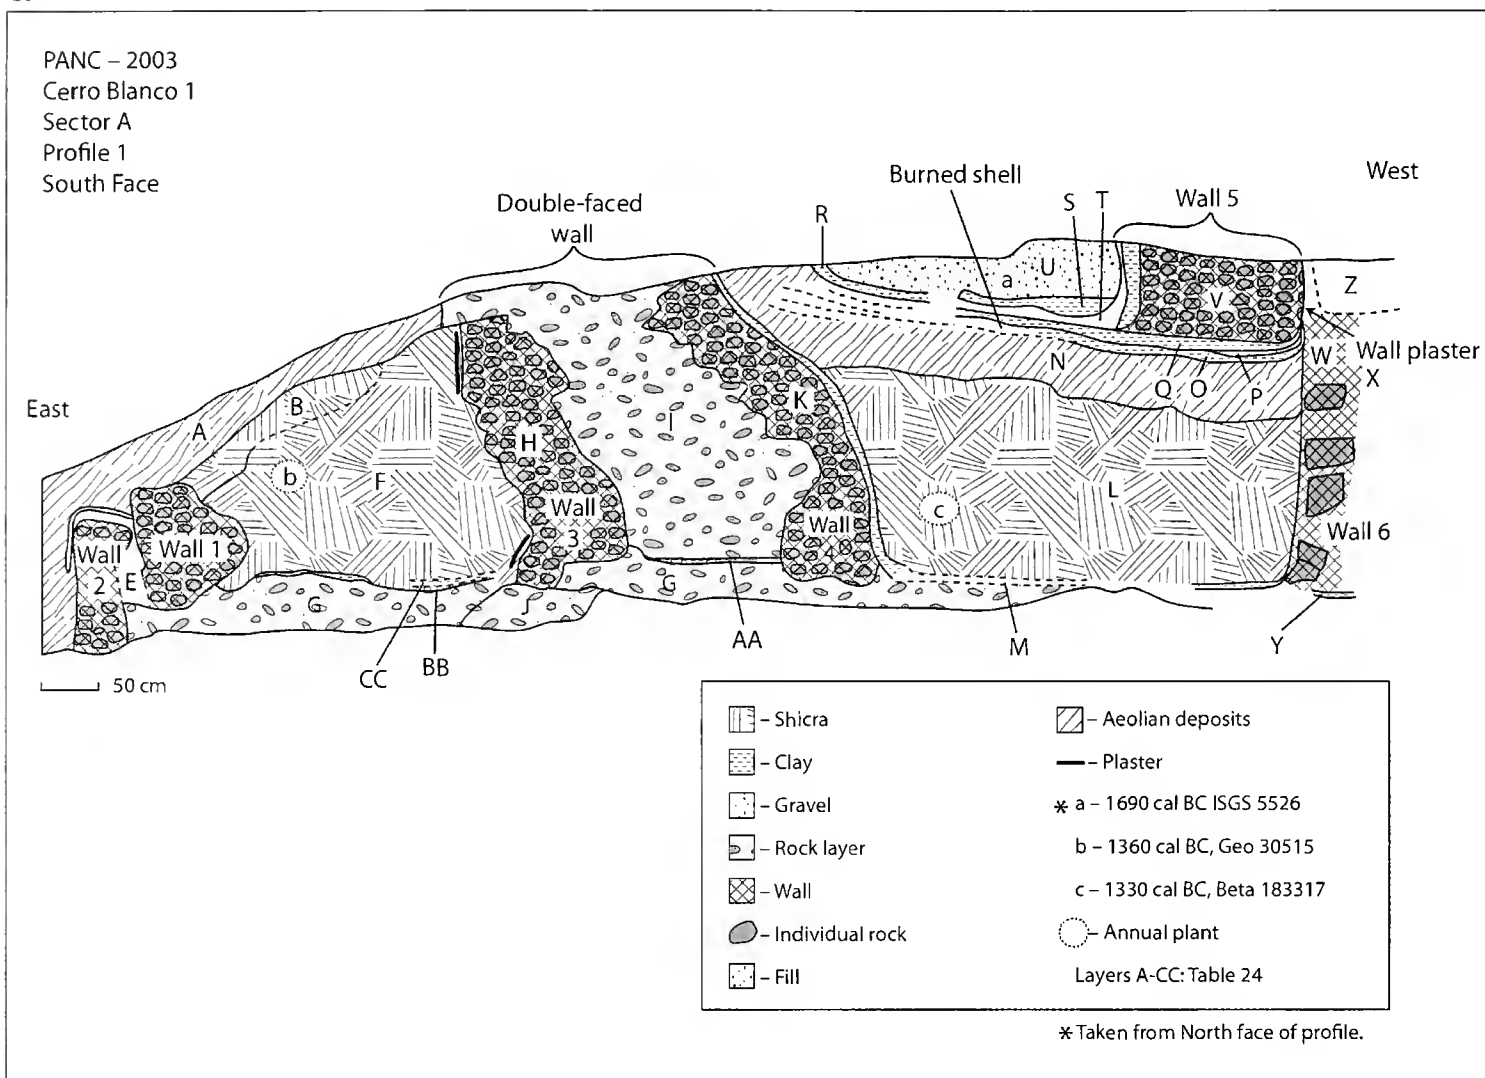 PANC – 2003
Cerro Blanco 1
Sector A
Profile 1
South Face
Double-faced
wall
R
Burned shell
S
T
Wall 5
West
East
A
B
b
F
H
I
K
N
a
U
V
Z
W
Wall plaster
X
Q
O
P
c
L
Wall
2
E
Wall 1
Wall
3
Wall
4
Wall 6
G
J
G
CC
BB
AA
M
Y
50 cm
– Shicra
– Clay
– Gravel
– Rock layer
– Wall
– Individual rock
– Fill
– Aeolian deposits
– Plaster
* a – 1690 cal BC ISGS 5526
b – 1360 cal BC, Geo 30515
c – 1330 cal BC, Beta 183317
– Annual plant
Layers A-CC: Table 24
* Taken from North face of profile.